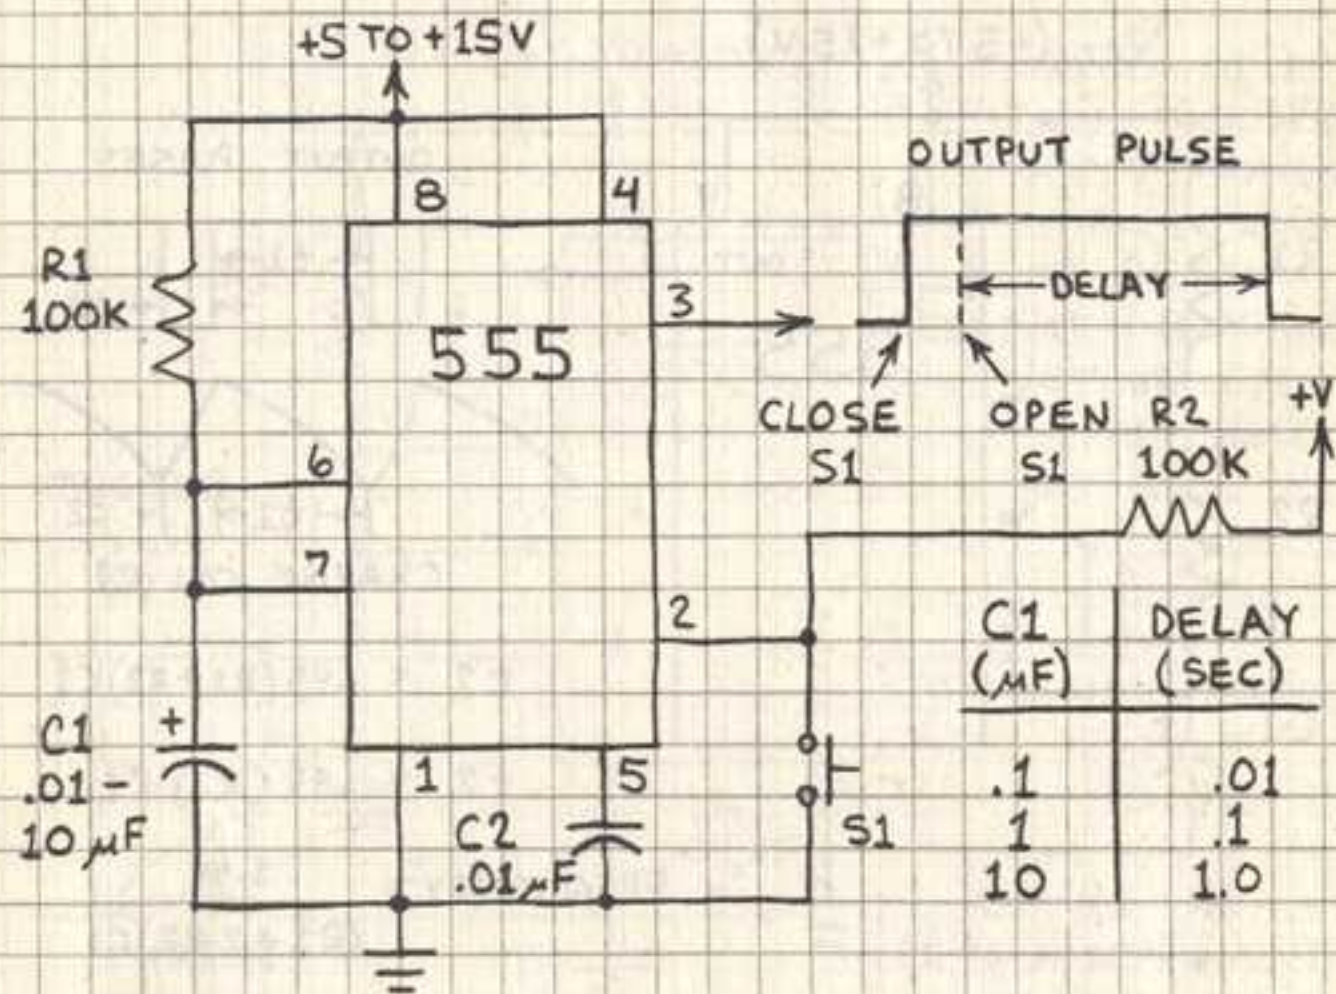 +5 TO +15V
OUTPUT PULSE
8
4
R1
100K
3
DELAY
555
CLOSE
S1
OPEN
S1
R2
100K
+V
6
7
2
C1
(µF)
DELAY
(SEC)
.1
.01
1
.1
10
1.0
+
C1
.01-
10 µF
1
5
C2
.01µF
S1